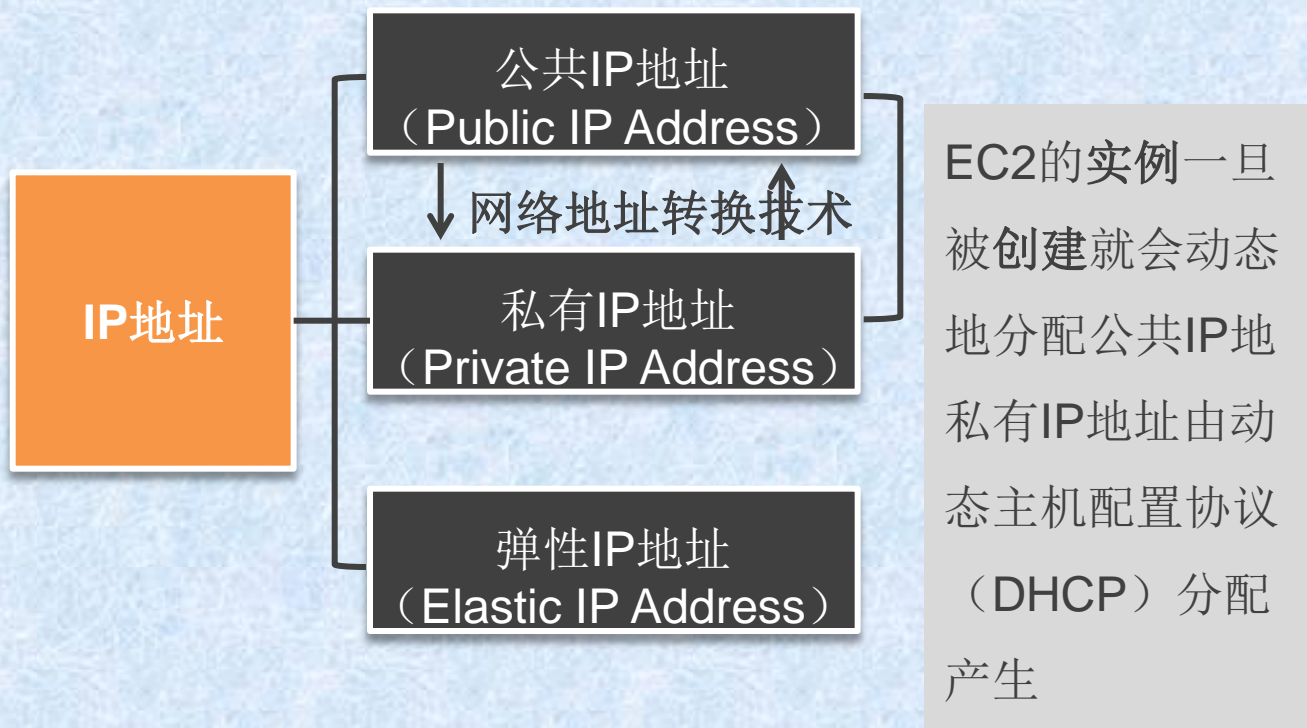 IP地址
公共IP地址
（Public IP Address）
网络地址转换技术
私有IP地址
（Private IP Address）
弹性IP地址
（Elastic IP Address）
EC2的实例一旦
被创建就会动态
地分配公共IP地
私有IP地址由动
态主机配置协议
（DHCP）分配
产生